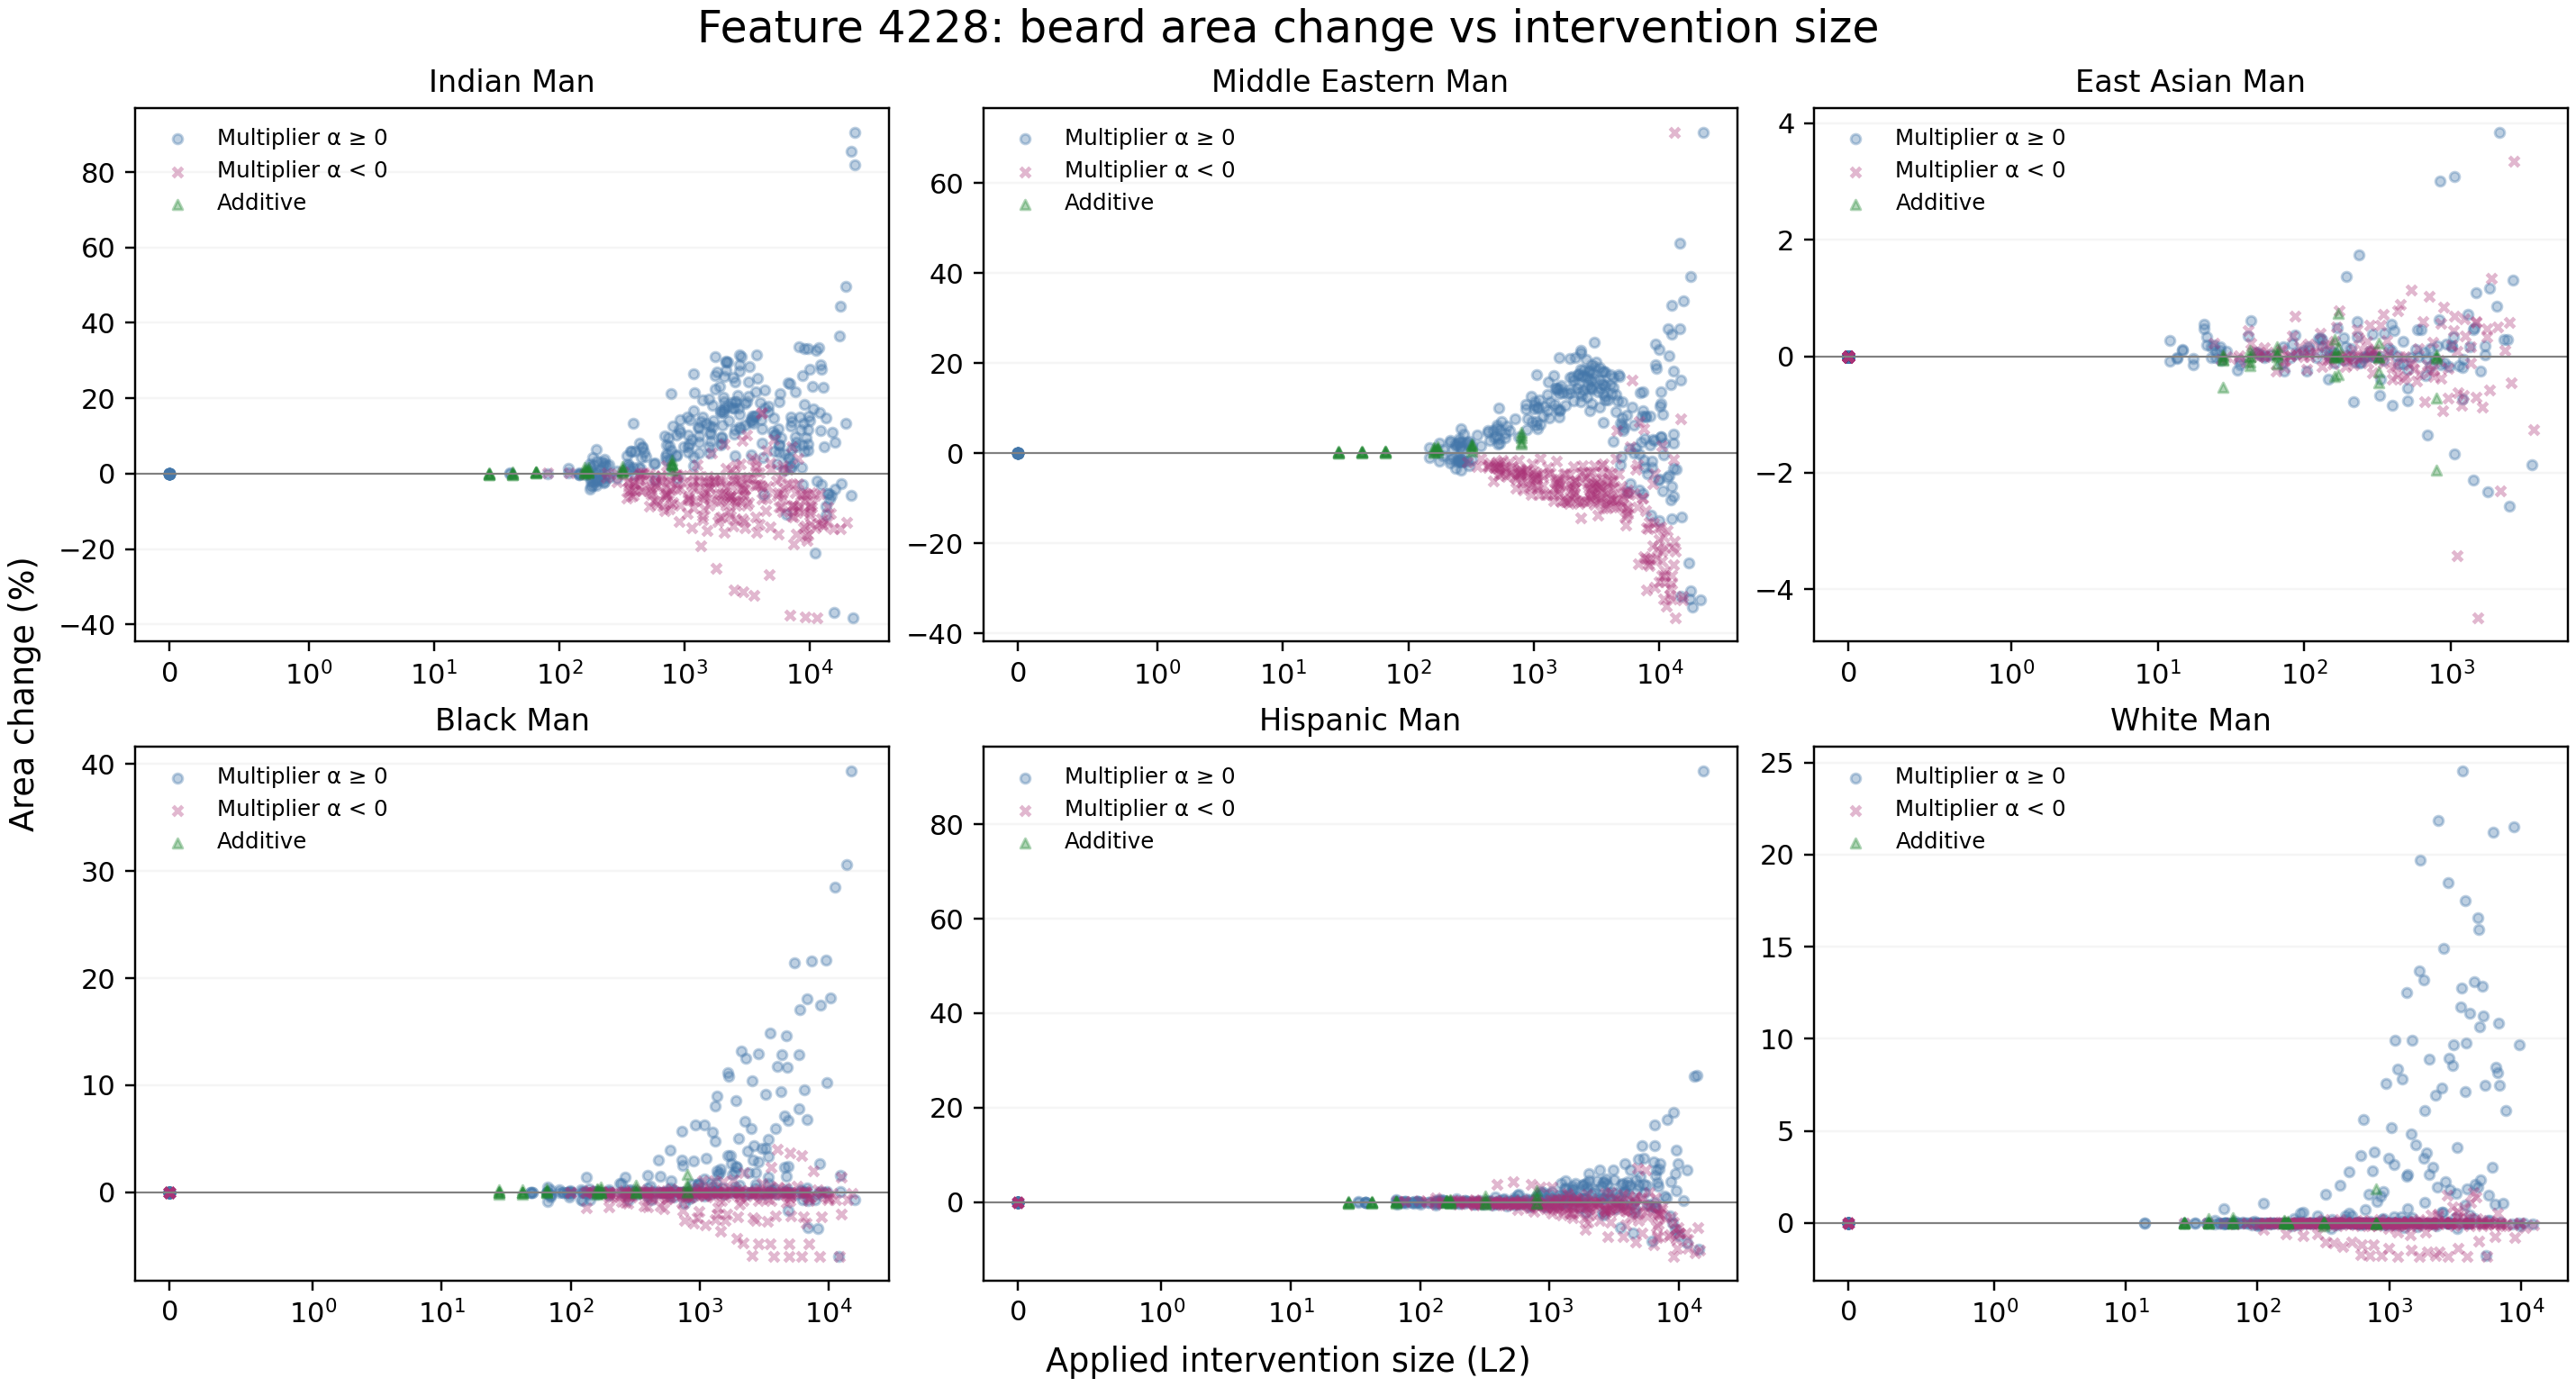 Feature 4228: beard area change vs intervention size
Indian Man
Multiplier α ≥ 0
Multiplier α < 0
Additive
80
60
40
20
0
−20
−40
0
10⁰
10¹
10²
10³
10⁴
Middle Eastern Man
Multiplier α ≥ 0
Multiplier α < 0
Additive
60
40
20
0
−20
−40
0
10⁰
10¹
10²
10³
10⁴
East Asian Man
Multiplier α ≥ 0
Multiplier α < 0
Additive
4
2
0
−2
−4
0
10⁰
10¹
10²
10³
Area change (%)
Black Man
Multiplier α ≥ 0
Multiplier α < 0
Additive
40
30
20
10
0
0
10⁰
10¹
10²
10³
10⁴
Hispanic Man
Multiplier α ≥ 0
Multiplier α < 0
Additive
80
60
40
20
0
0
10⁰
10¹
10²
10³
10⁴
White Man
Multiplier α ≥ 0
Multiplier α < 0
Additive
25
20
15
10
5
0
0
10⁰
10¹
10²
10³
10⁴
Applied intervention size (L2)